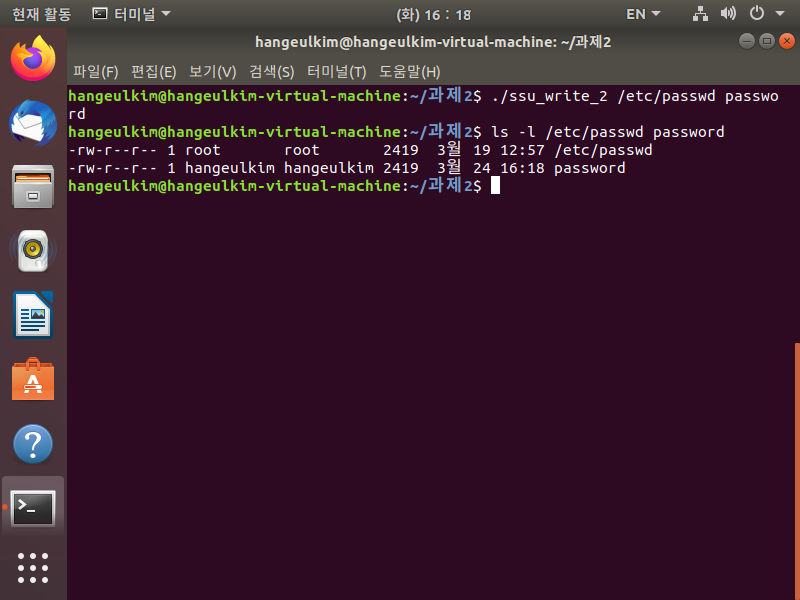 현재 활동 터미널 (화) 16 : 18 EN
hangeulkim@hangeulkim-virtual-machine: ~/과제2
파일(F) 편집(E) 보기(V) 검색(S) 터미널(T) 도움말(H)
hangeulkim@hangeulkim-virtual-machine:~/과제2$ ./ssu_write_2 /etc/passwd passwo
rd
hangeulkim@hangeulkim-virtual-machine:~/과제2$ ls -l /etc/passwd password
-rw-r--r-- 1 root       root       2419  3월 19 12:57 /etc/passwd
-rw-r--r-- 1 hangeulkim hangeulkim 2419  3월 24 16:18 password
hangeulkim@hangeulkim-virtual-machine:~/과제2$